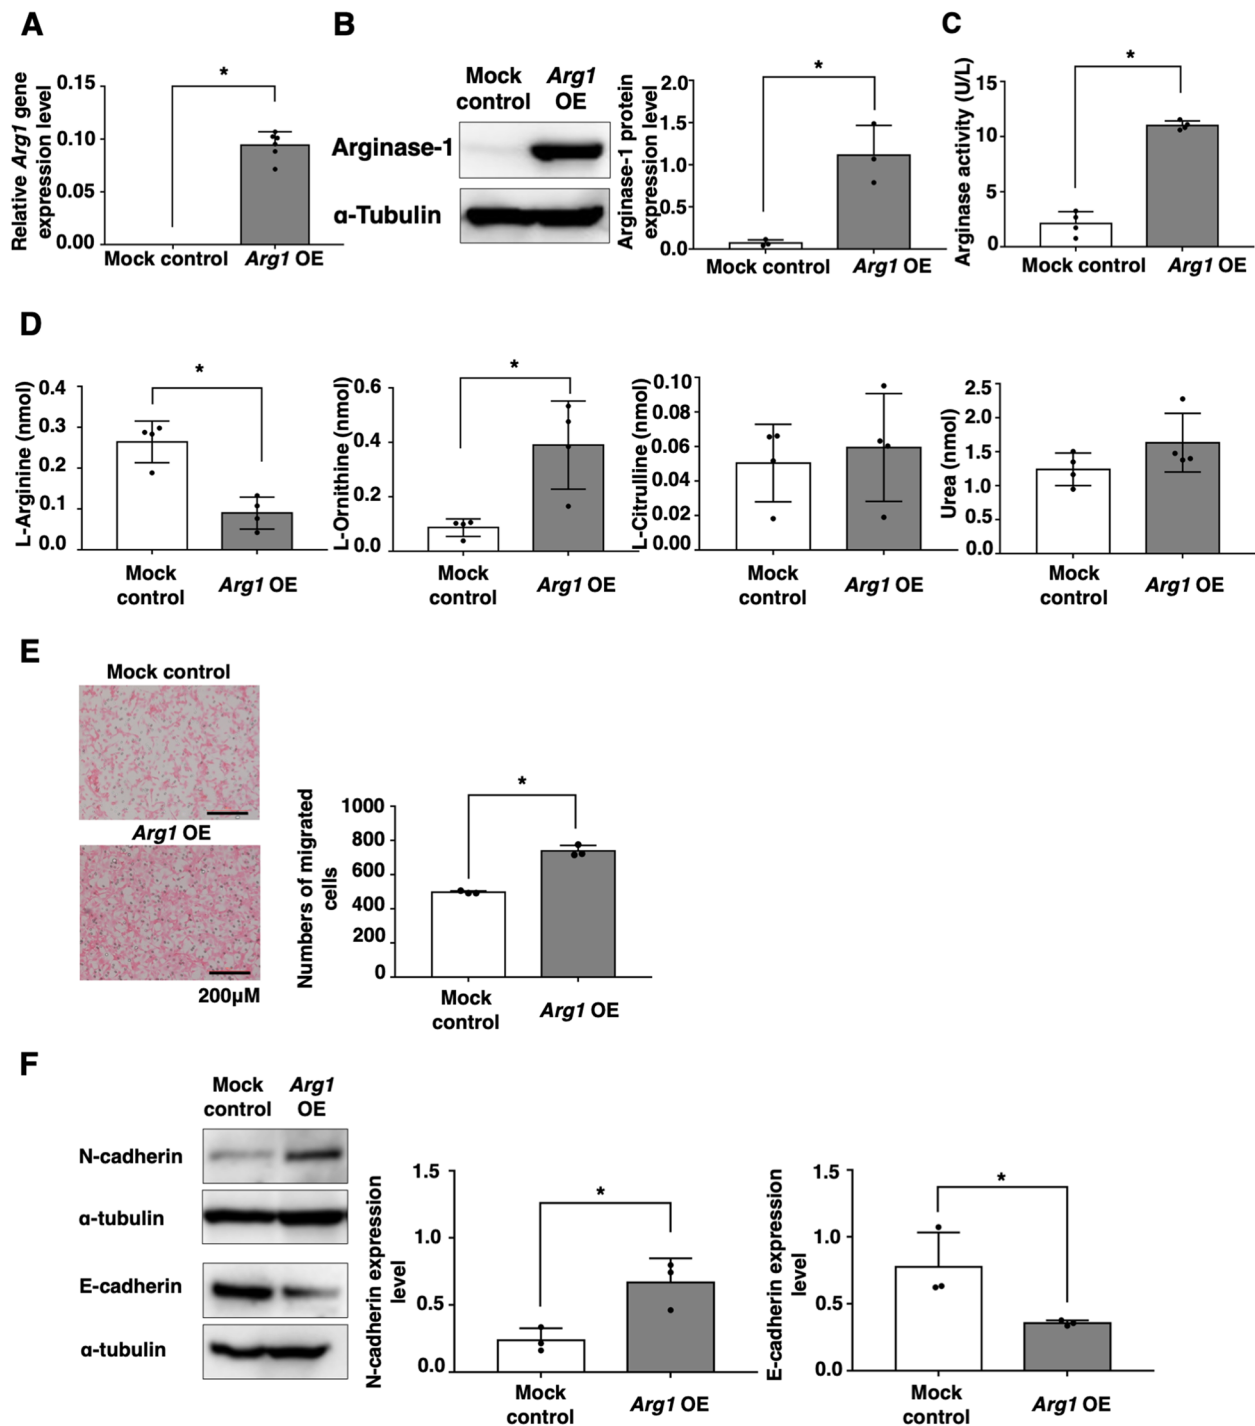 A
Relative Arg1 gene
expression level
0.15
0.10
0.05
0.00
*
Mock control
Arg1 OE
B
Mock
control
Arg1
OE
Arginase-1
α-Tubulin
Arginase-1 protein
expression level
2.0
1.5
1.0
0.5
0.0
*
Mock control
Arg1 OE
C
Arginase activity (U/L)
15
10
5
0
*
Mock control
Arg1 OE
D
L-Arginine (nmol)
0.4
0.3
0.2
0.1
0.0
*
Mock
control
Arg1 OE
L-Ornithine (nmol)
0.6
0.4
0.2
0.0
*
Mock
control
Arg1 OE
L-Citrulline (nmol)
0.10
0.08
0.06
0.04
0.02
0.00
Mock
control
Arg1 OE
Urea (nmol)
2.5
2.0
1.5
1.0
0.5
0.0
Mock
control
Arg1 OE
E
Mock control
Arg1 OE
200μM
Numbers of migrated
cells
1000
800
600
400
200
0
*
Mock
control
Arg1 OE
F
Mock
control
Arg1
OE
N-cadherin
α-tubulin
E-cadherin
α-tubulin
N-cadherin expression
level
1.5
1.0
0.5
0.0
*
Mock
control
Arg1 OE
E-cadherin expression
level
1.5
1.0
0.5
0.0
*
Mock
control
Arg1 OE